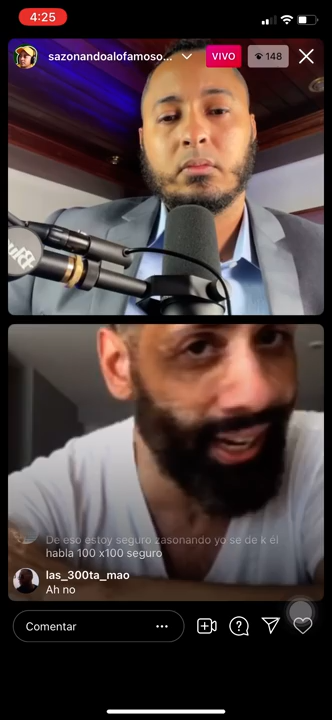 4:25
sazonandoalofamoso...
VIVO
148
De eso estoy seguro zasonando yo se de k él
habla 100 x100 seguro
las_300ta_mao
Ah no
Comentar